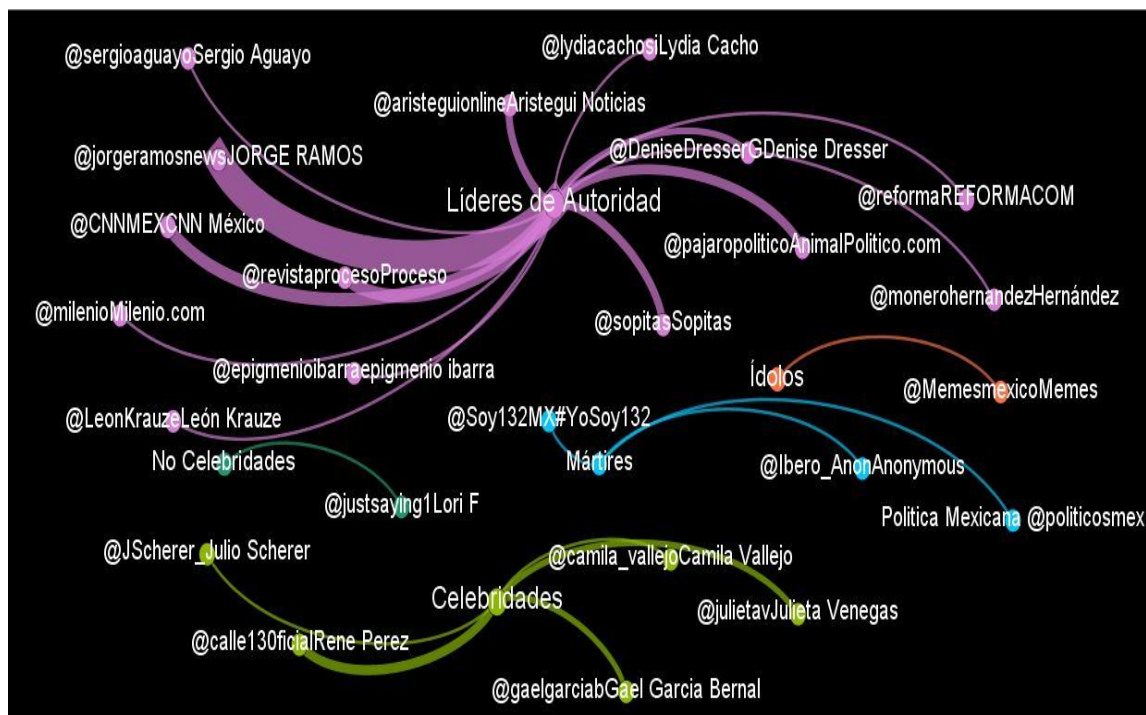 @lydiacachosiLydia Cacho
@sergioaguayoSergio Aguayo
@aristeguionlineAristegui Noticias
@jorgeramosnewsJORGE RAMOS
@DeniseDresserGDenise Dresser
@reformaREFORMACOM
Líderes de Autoridad
@CNNMEXCNN México
@pajaropoliticoAnimalPolitico.com
@revistaprocesoProceso
@monerohernandezHernández
@milenioMilenio.com
@sopitasSopitas
@epigmenioibarraepigmenio ibarra
Ídolos
@MemesmexicoMemes
@LeonKrauzeLeón Krauze
@Soy132MX#YoSoy132
No Celebridades
Mártires
@Ibero_AnonAnonymous
@justsaying1Lori F
Politica Mexicana @politicosmex
@JScherer_Julio Scherer
@camila_vallejoCamila Vallejo
Celebridades
@julietavJulieta Venegas
@calle13OficialRene Perez
@gaelgarciabGael Garcia Bernal